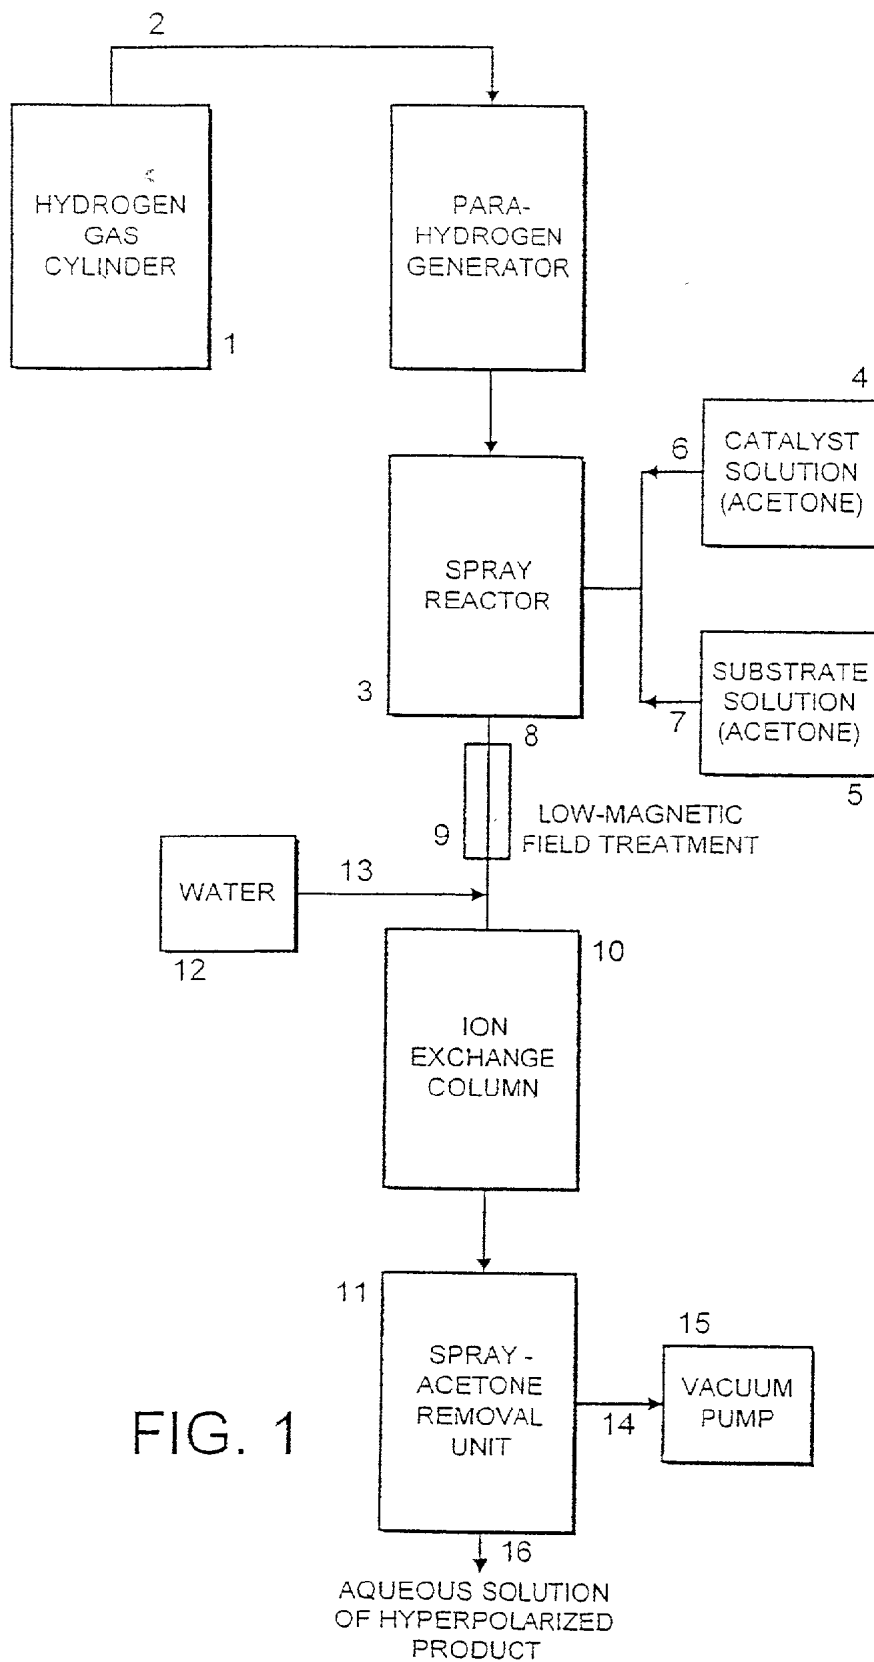 2
HYDROGEN
GAS
CYLINDER
1
PARA-
HYDROGEN
GENERATOR
4
CATALYST
SOLUTION
(ACETONE)
6
SPRAY
REACTOR
3
SUBSTRATE
SOLUTION
(ACETONE)
7
5
8
9
LOW-MAGNETIC
FIELD TREATMENT
WATER
13
12
10
ION
EXCHANGE
COLUMN
11
SPRAY -
ACETONE
REMOVAL
UNIT
14
15
VACUUM
PUMP
16
AQUEOUS SOLUTION
OF HYPERPOLARIZED
PRODUCT
FIG. 1